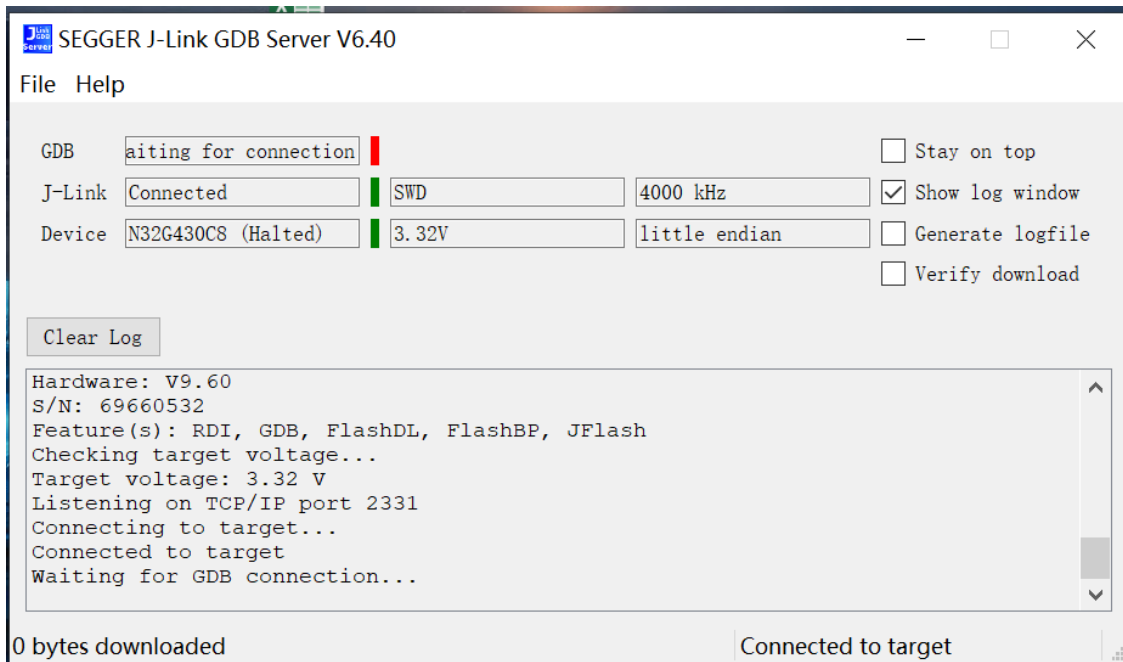 J-Link GDB Server
SEGGER J-Link GDB Server V6.40
File Help
GDB aiting for connection Stay on top
J-Link Connected SWD 4000 kHz Show log window
Device N32G430C8 (Halted) 3.32V little endian Generate logfile
Verify download
Clear Log
Hardware: V9.60
S/N: 69660532
Feature(s): RDI, GDB, FlashDL, FlashBP, JFlash
Checking target voltage...
Target voltage: 3.32 V
Listening on TCP/IP port 2331
Connecting to target...
Connected to target
Waiting for GDB connection...
0 bytes downloaded Connected to target